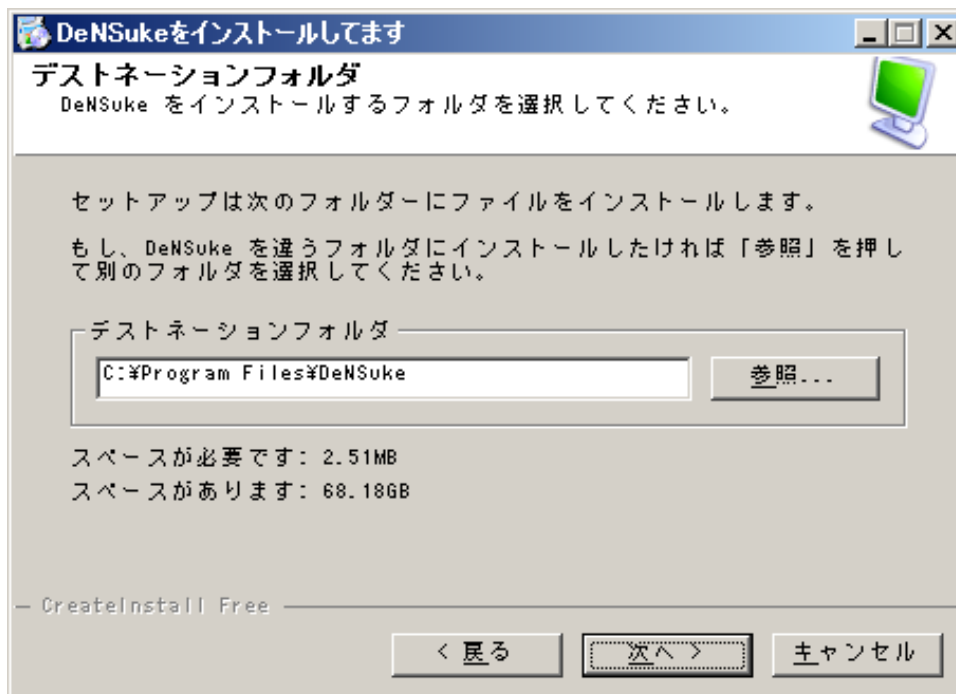 DeNSukeをインストールしてます
デストネーションフォルダ
DeNSuke をインストールするフォルダを選択してください。
セットアップは次のフォルダーにファイルをインストールします。
もし、DeNSuke を違うフォルダにインストールしたければ「参照」を押し
て別のフォルダを選択してください。
デストネーションフォルダ
C:¥Program Files¥DeNSuke
参照...
スペースが必要です: 2.51MB
スペースがあります: 68.18GB
CreateInstall Free
< 戻る
次へ >
キャンセル